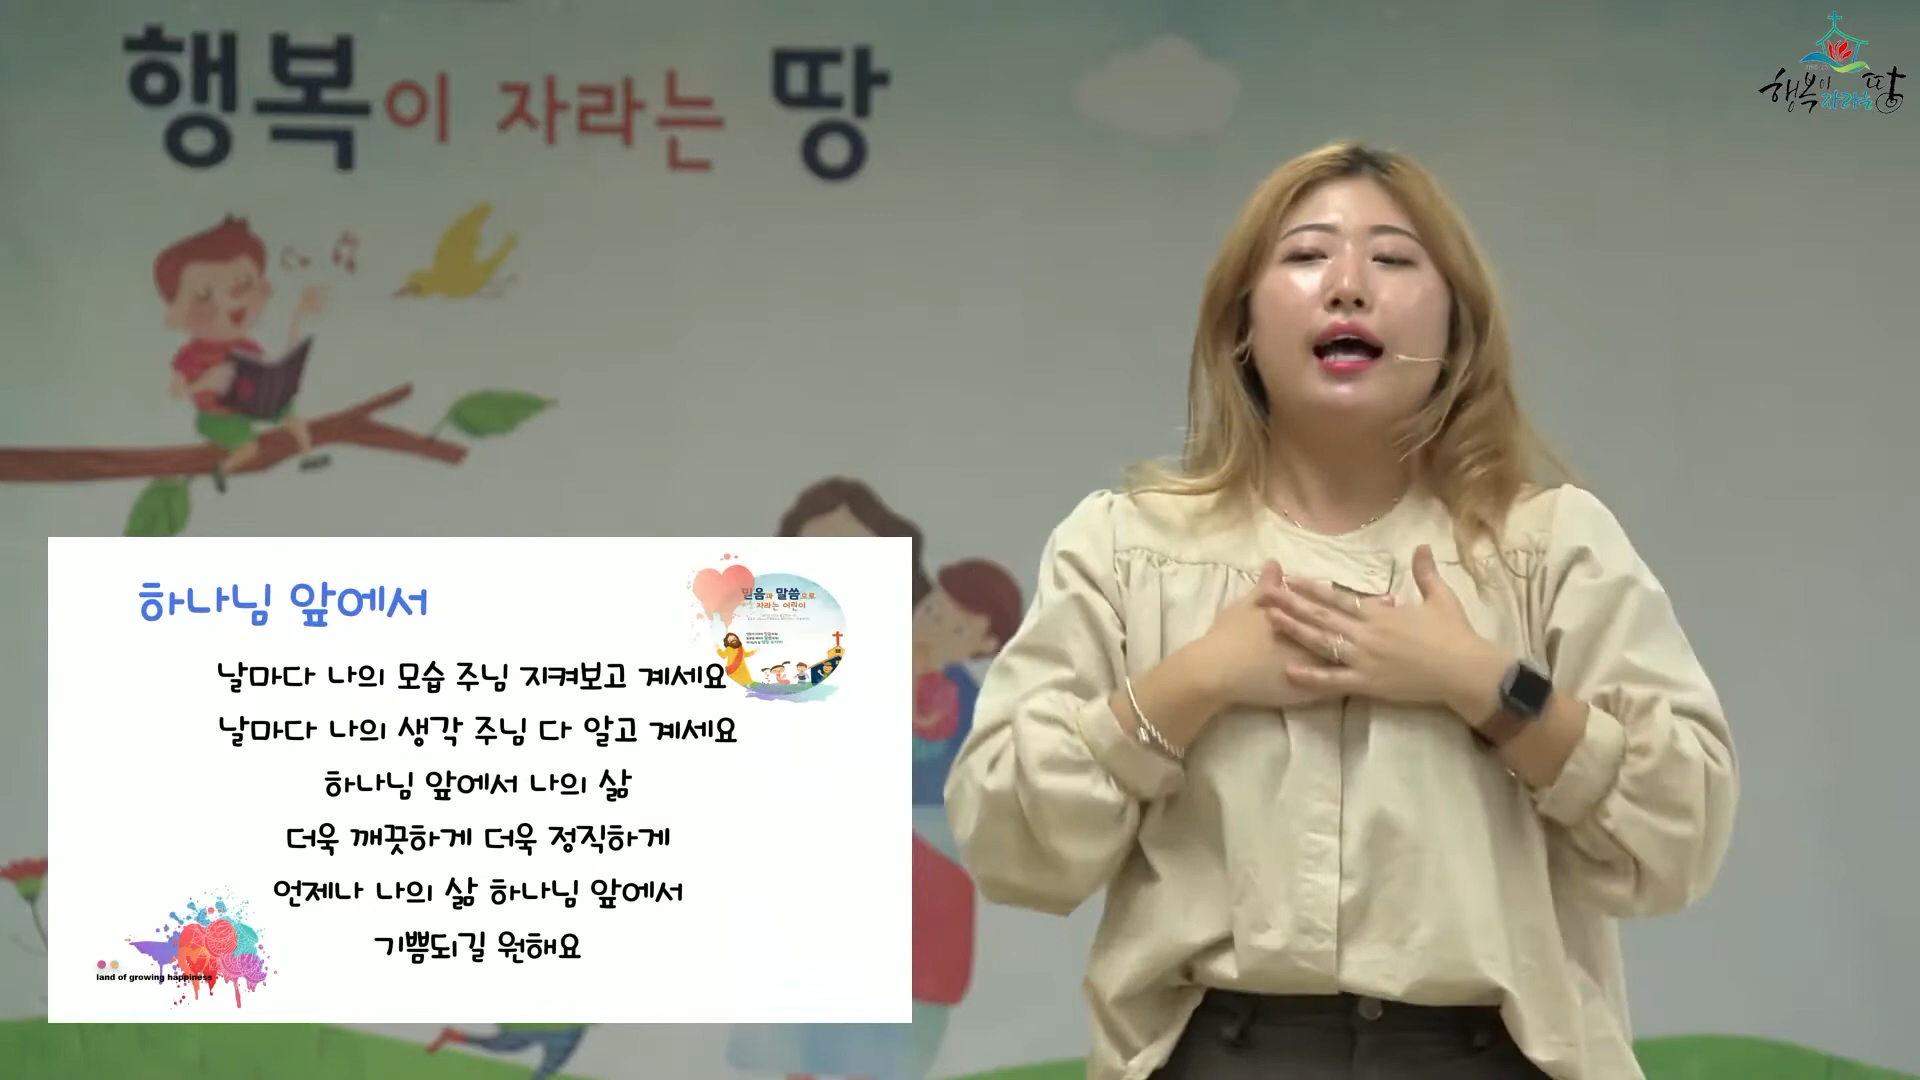 행복이 자라는 땅
행복이 자라는 땅
하나님 앞에서
믿음과 말씀으로
자라는 어린이
날마다 나의 모습 주님 지켜보고 계세요
날마다 나의 생각 주님 다 알고 계세요
하나님 앞에서 나의 삶
더욱 깨끗하게 더욱 정직하게
언제나 나의 삶 하나님 앞에서
기쁨되길 원해요
land of growing happiness